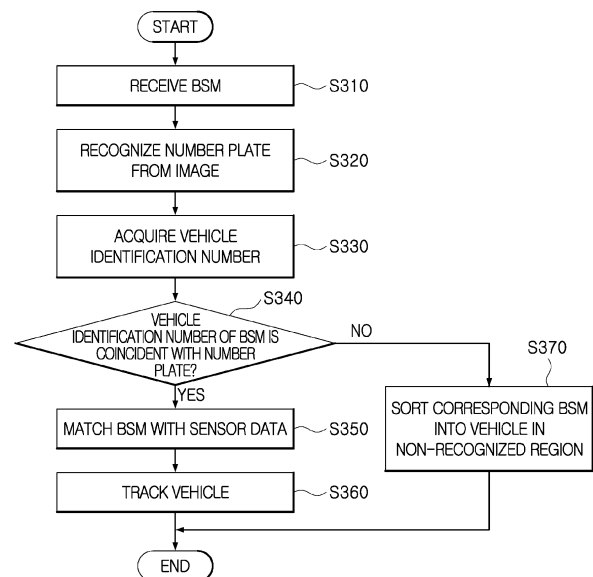 START
RECEIVE BSM
S310
RECOGNIZE NUMBER PLATE
FROM IMAGE
S320
ACQUIRE VEHICLE
IDENTIFICATION NUMBER
S330
S340
VEHICLE
IDENTIFICATION NUMBER OF BSM IS
COINCIDENT WITH NUMBER
PLATE?
NO
YES
S370
SORT CORRESPONDING BSM
INTO VEHICLE IN
NON-RECOGNIZED REGION
MATCH BSM WITH SENSOR DATA
S350
TRACK VEHICLE
S360
END